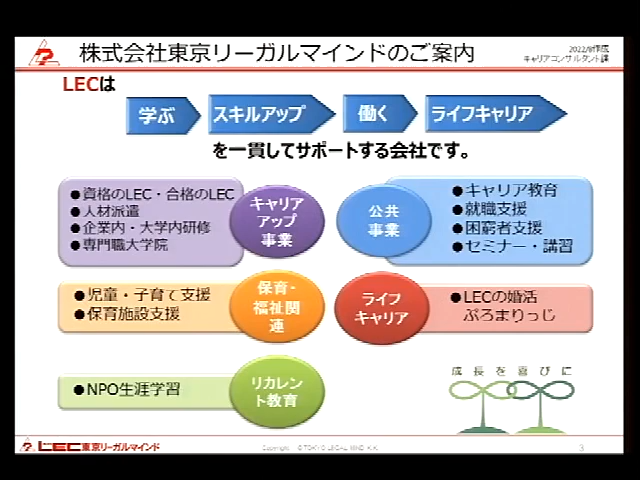 株式会社東京リーガルマインドのご案内
2022/8作成
キャリアコンサルタント課
LECは
学ぶ
スキルアップ
働く
ライフキャリア
を一貫してサポートする会社です。
●資格のLEC・合格のLEC
●人材派遣
●企業内・大学内研修
●専門職大学院
キャリア
アップ
事業
公共
事業
●キャリア教育
●就職支援
●困窮者支援
●セミナー・講習
●児童・子育て支援
●保育施設支援
保育・
福祉関
連
ライフ
キャリア
●LECの婚活
ぷろまりっじ
●NPO生涯学習
リカレン
ト教育
成長を喜びに
LEC東京リーガルマインド
Copyright © TOKYO LEGAL MIND K.K.
3